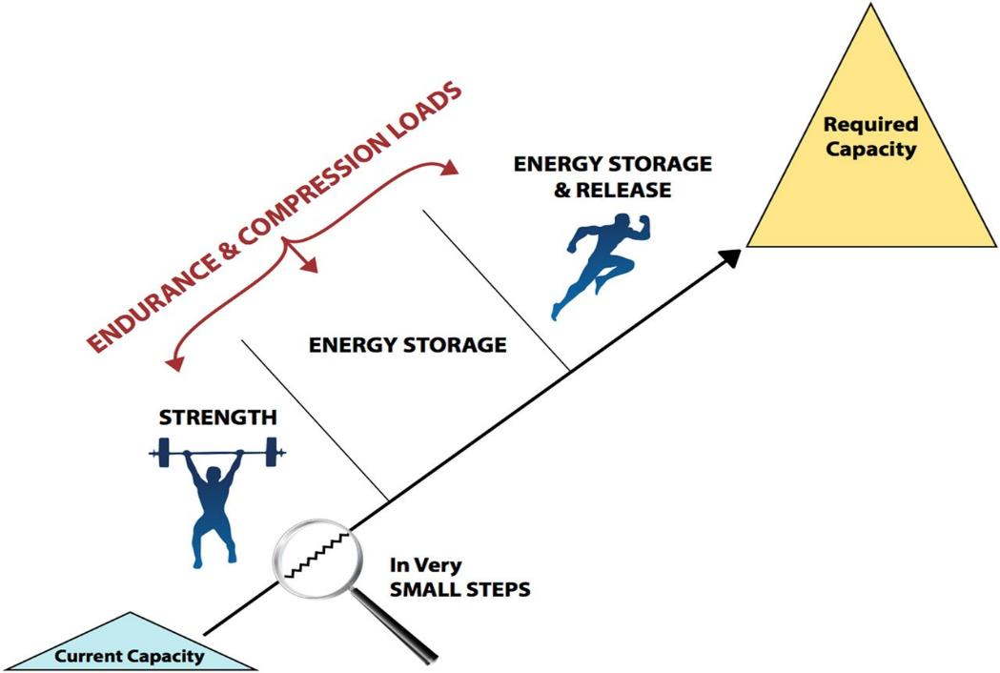 Required
Capacity
ENDURANCE & COMPRESSION LOADS
ENERGY STORAGE
& RELEASE
ENERGY STORAGE
STRENGTH
In Very
SMALL STEPS
Current Capacity